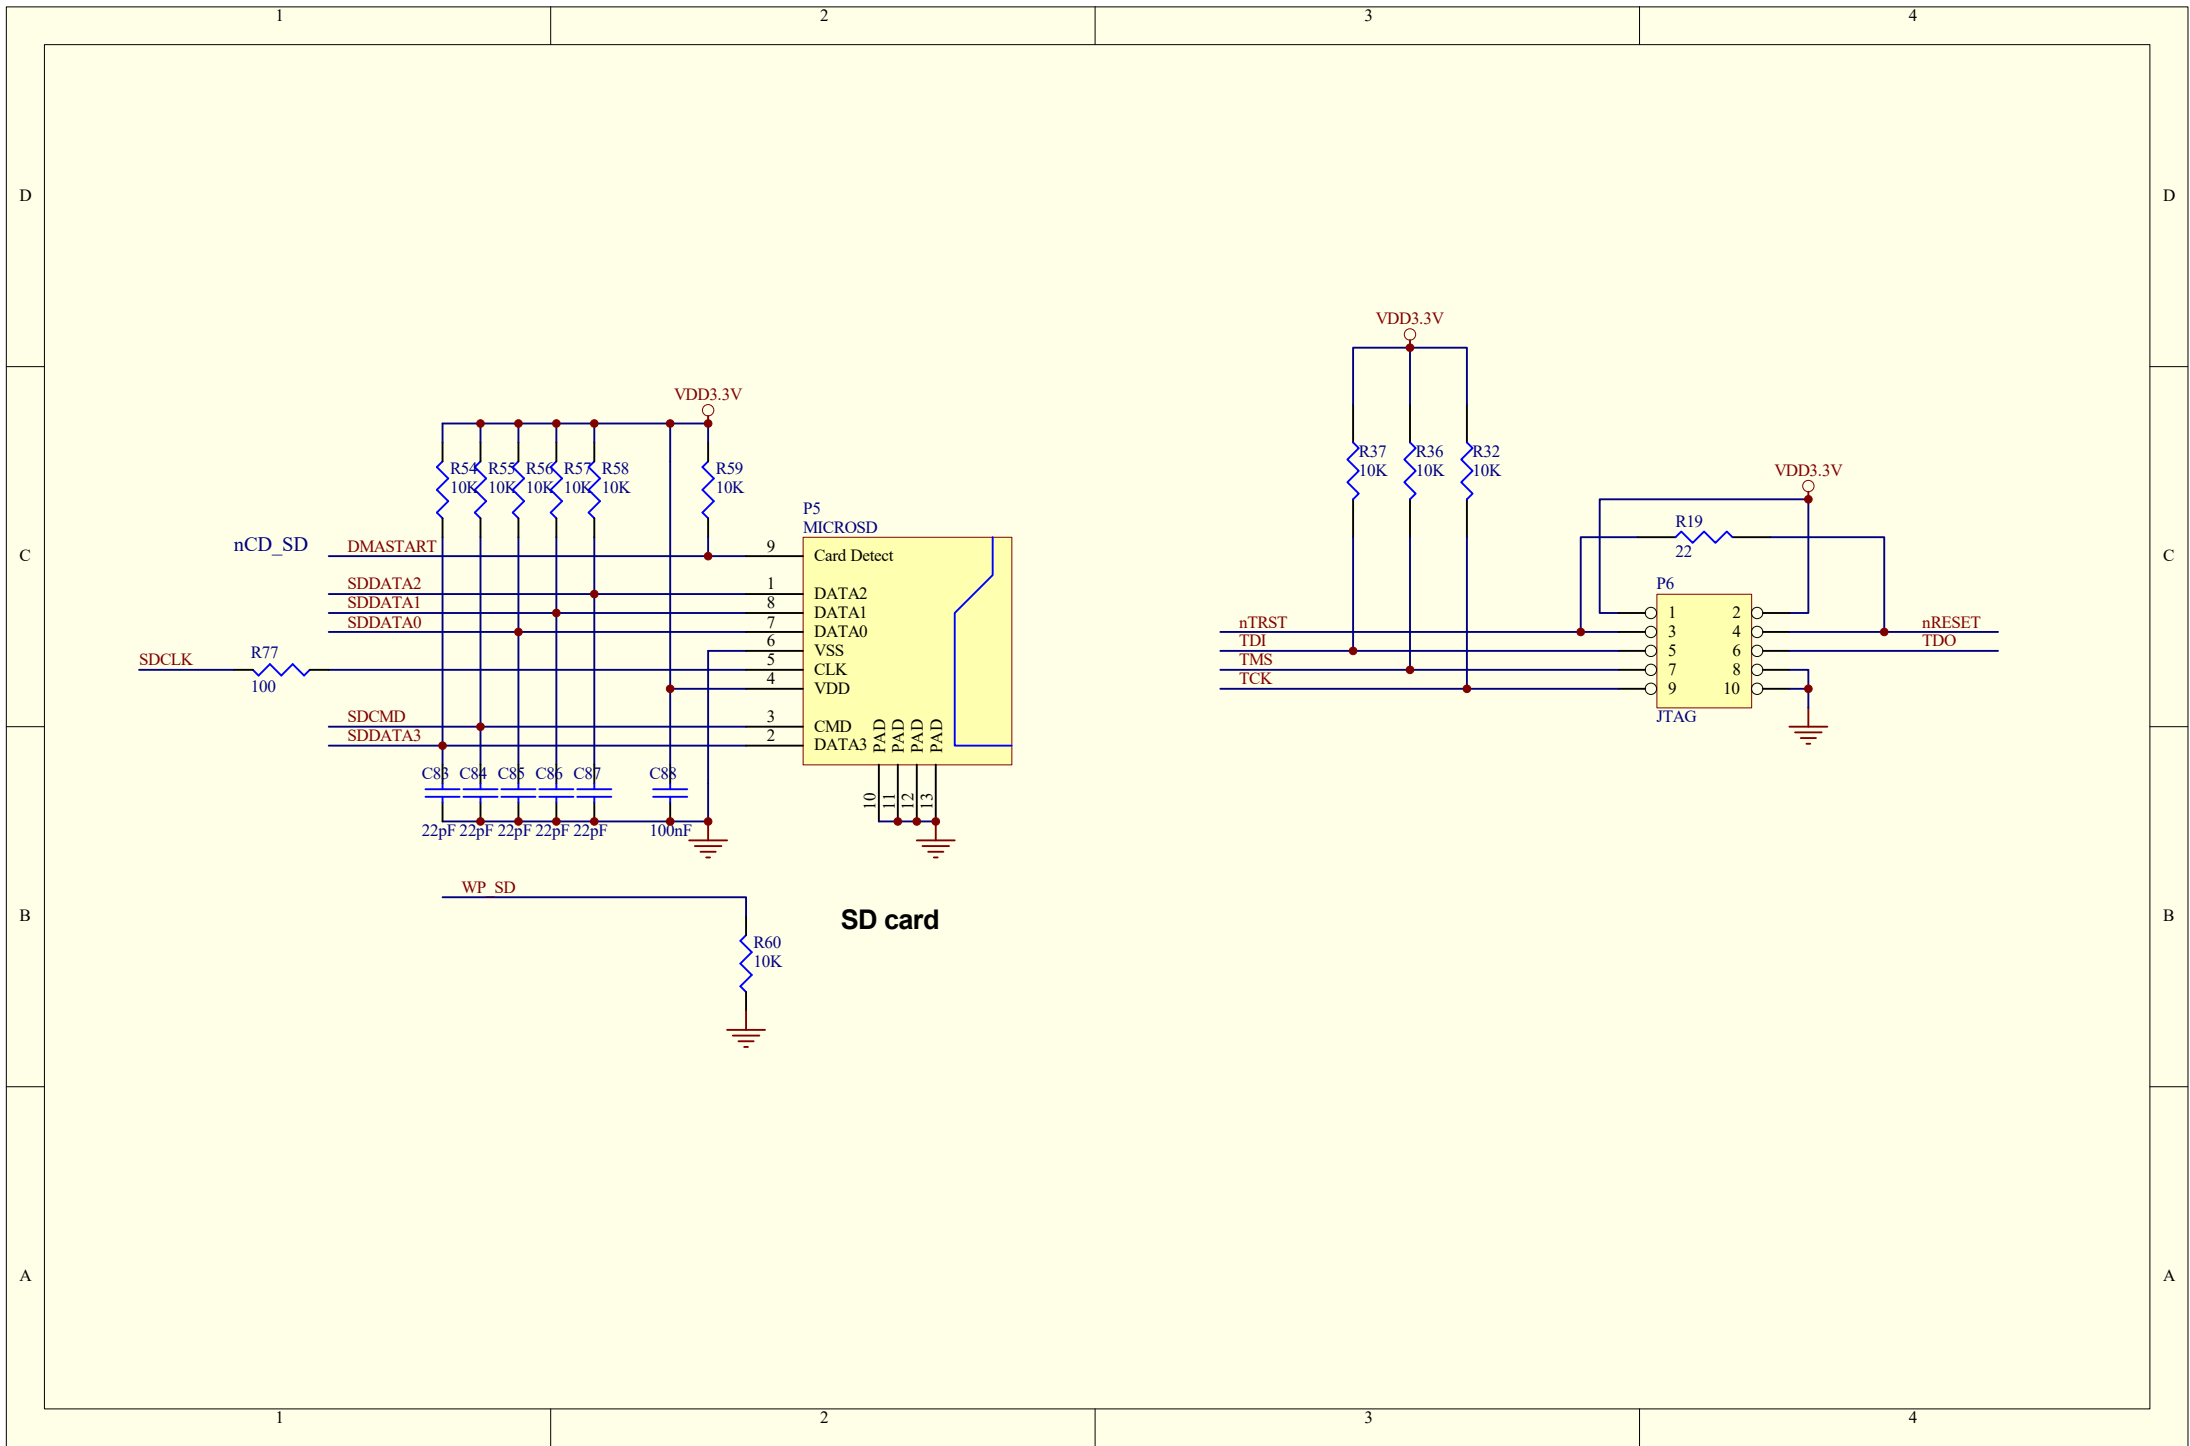 1 2 3 4
D D
VDD3.3V
VDD3.3V
R37 R36 R32
10K 10K 10K
R54 R55 R56 R57 R58 R59
10K 10K 10K 10K 10K 10K
VDD3.3V
P5
MICROSD
R19
22
nCD_SD
C C
DMASTART 9 Card Detect
SDDATA2 1 DATA2
SDDATA1 8 DATA1
SDDATA0 7 DATA0
6 VSS
SDCLK R77 5 CLK
100 4 VDD
SDCMD 3 CMD
SDDATA3 2 DATA3
PAD PAD PAD PAD
10 11 12 13
P6
1 2
nTRST 3 4 nRESET
TDI 5 6 TDO
TMS 7 8
TCK 9 10
JTAG
C83 C84 C85 C86 C87 C88
22pF 22pF 22pF 22pF 22pF 100nF
WP_SD
SD card
B B
R60
10K
A A
1 2 3 4